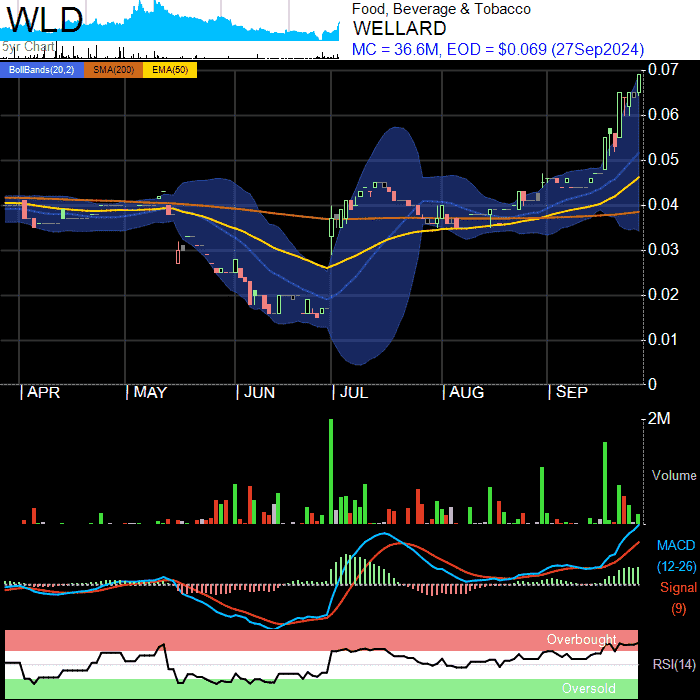 WLD
5yr Chart
Food, Beverage & Tobacco
WELLARD
MC = 36.6M, EOD = $0.069 (27Sep2024)
BollBands(20,2) SMA(200) EMA(50)
0.07
0.06
0.05
0.04
0.03
0.02
0.01
0
APR MAY JUN JUL AUG SEP
2M
Volume
MACD
(12-26)
Signal
(9)
Overbought
RSI(14)
Oversold